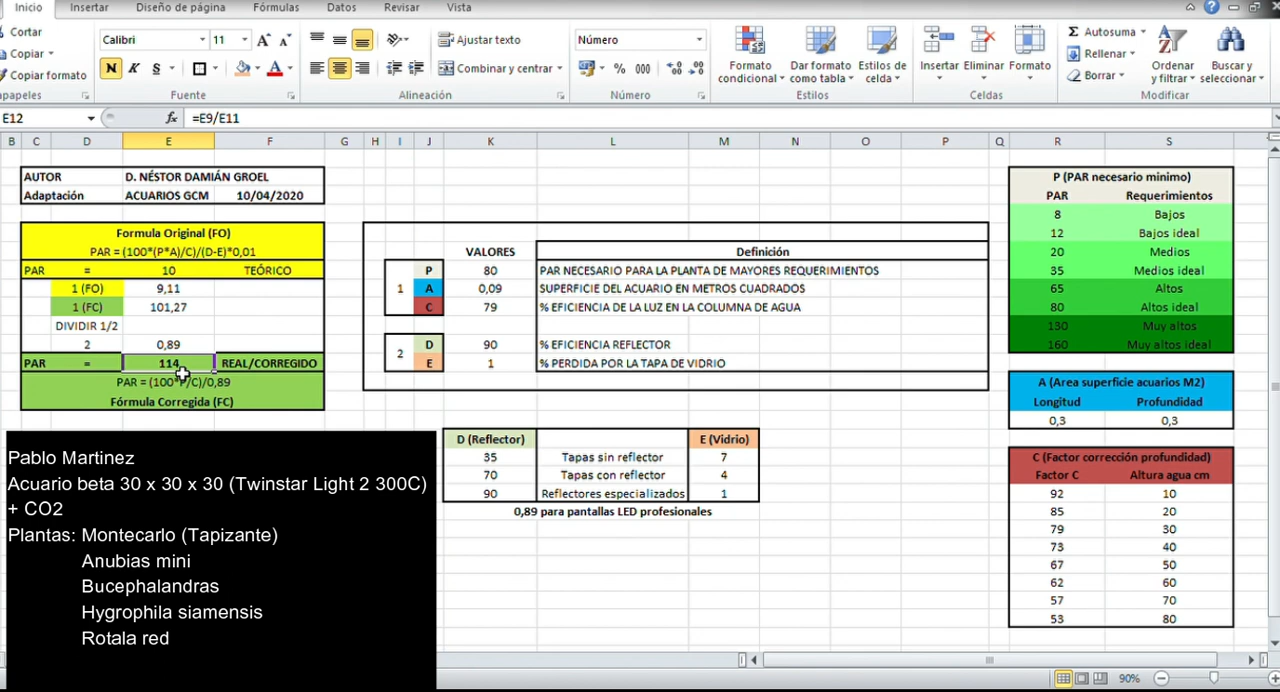 Inicio Insertar Diseño de página Fórmulas Datos Revisar Vista
Cortar
Copiar
Copiar formato
apapeles
Calibri 11
N K S
Fuente
Ajustar texto
Combinar y centrar
Alineación
Número
% 000
Número
Formato condicional
Dar formato como tabla
Estilos de celda
Estilos
Insertar Eliminar Formato
Celdas
Autosuma
Rellenar
Borrar
Ordenar y filtrar
Buscar y seleccionar
Modificar
E12 fx =E9/E11
B C D E F G H I J K L M N O P Q R S
AUTOR D. NÉSTOR DAMIÁN GROEL
Adaptación ACUARIOS GCM 10/04/2020
Formula Original (FO)
PAR = (100*(P*A)/C)/(D-E)*0,01
PAR = 10 TEÓRICO
1 (FO) 9,11
1 (FC) 101,27
DIVIDIR 1/2
2 0,89
PAR = 114 REAL/CORREGIDO
PAR = (100*P/C)/0,89
Fórmula Corregida (FC)
VALORES Definición
1
P 80 PAR NECESARIO PARA LA PLANTA DE MAYORES REQUERIMIENTOS
A 0,09 SUPERFICIE DEL ACUARIO EN METROS CUADRADOS
C 79 % EFICIENCIA DE LA LUZ EN LA COLUMNA DE AGUA
2
D 90 % EFICIENCIA REFLECTOR
E 1 % PERDIDA POR LA TAPA DE VIDRIO
D (Reflector) E (Vidrio)
35 Tapas sin reflector 7
70 Tapas con reflector 4
90 Reflectores especializados 1
0,89 para pantallas LED profesionales
P (PAR necesario minimo)
PAR Requerimientos
8 Bajos
12 Bajos ideal
20 Medios
35 Medios ideal
65 Altos
80 Altos ideal
130 Muy altos
160 Muy altos ideal
A (Area superficie acuarios M2)
Longitud Profundidad
0,3 0,3
C (Factor corrección profundidad)
Factor C Altura agua cm
92 10
85 20
79 30
73 40
67 50
62 60
57 70
53 80
Pablo Martinez
Acuario beta 30 x 30 x 30 (Twinstar Light 2 300C)
+ CO2
Plantas: Montecarlo (Tapizante)
Anubias mini
Bucephalandras
Hygrophila siamensis
Rotala red
90%